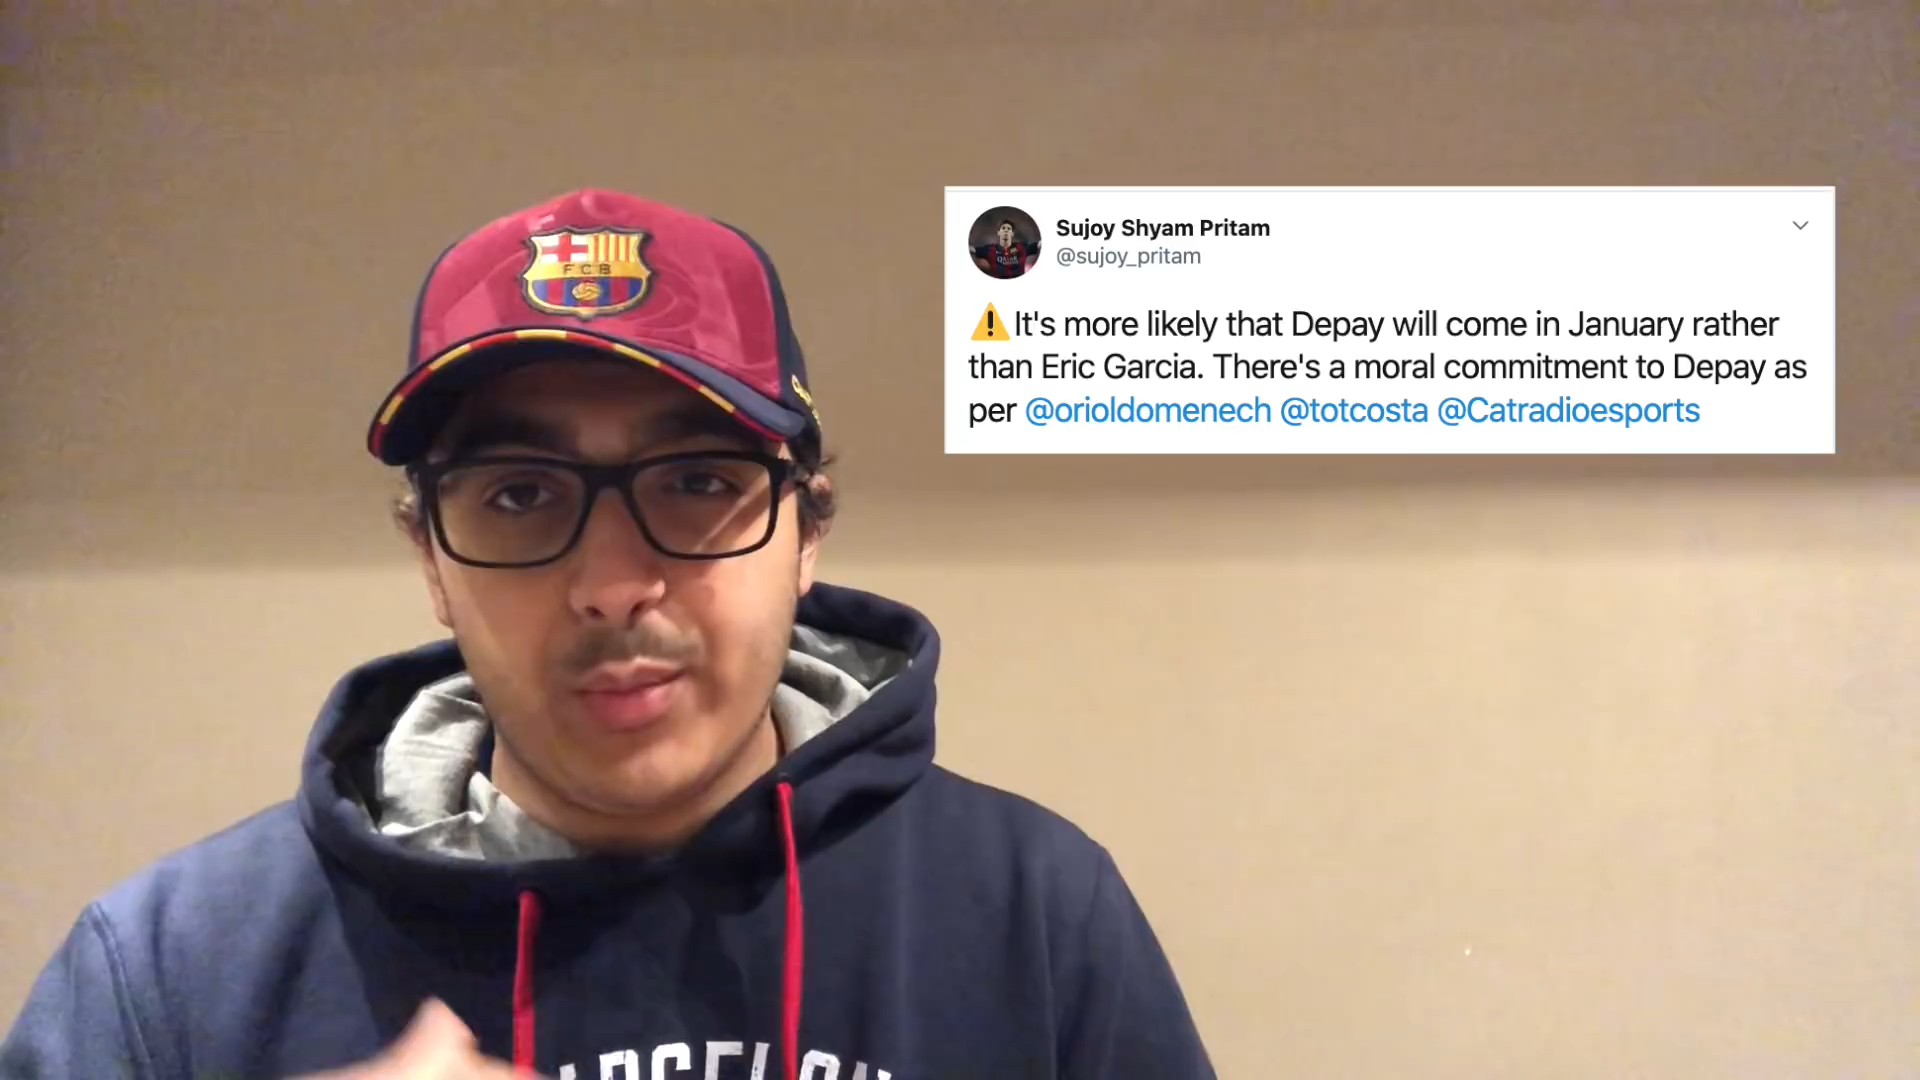 FCB
Sujoy Shyam Pritam
@sujoy_pritam
⚠️It's more likely that Depay will come in January rather
than Eric Garcia. There's a moral commitment to Depay as
per @orioldomenech @totcosta @Catradioesports